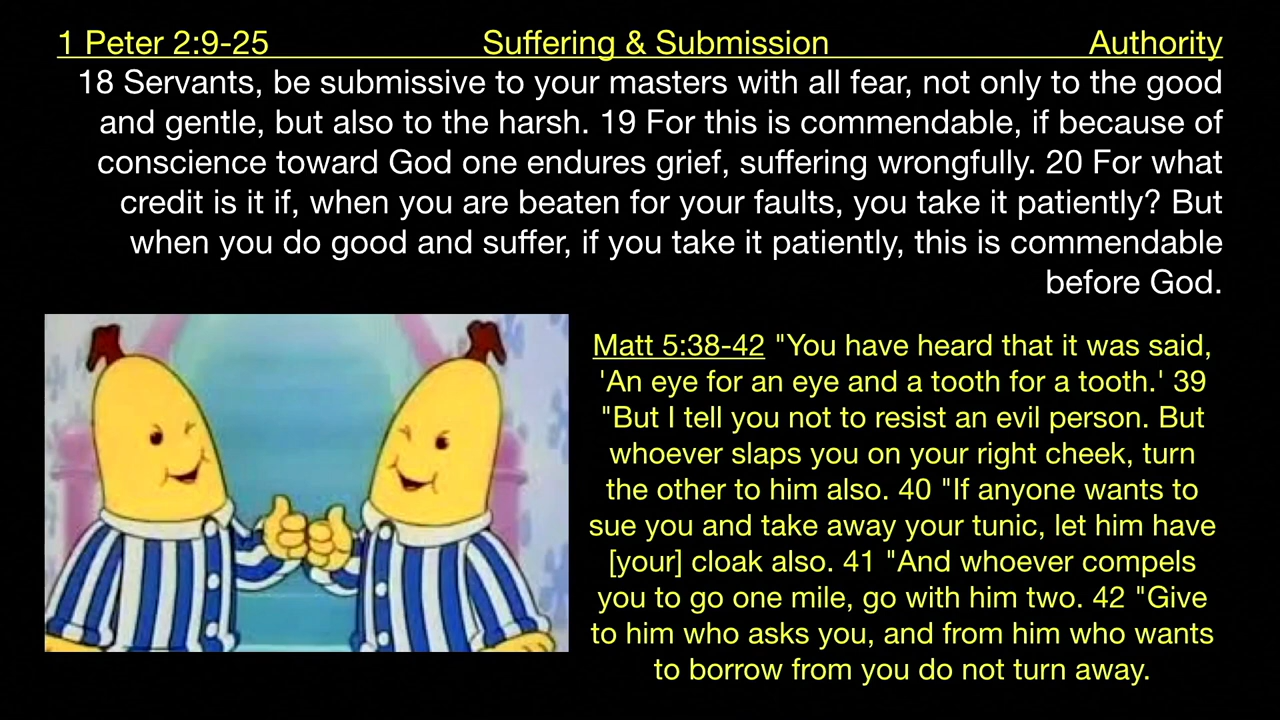 1 Peter 2:9-25 Suffering & Submission Authority
18 Servants, be submissive to your masters with all fear, not only to the good
and gentle, but also to the harsh. 19 For this is commendable, if because of
conscience toward God one endures grief, suffering wrongfully. 20 For what
credit is it if, when you are beaten for your faults, you take it patiently? But
when you do good and suffer, if you take it patiently, this is commendable
before God.
Matt 5:38-42 "You have heard that it was said,
'An eye for an eye and a tooth for a tooth.' 39
"But I tell you not to resist an evil person. But
whoever slaps you on your right cheek, turn
the other to him also. 40 "If anyone wants to
sue you and take away your tunic, let him have
[your] cloak also. 41 "And whoever compels
you to go one mile, go with him two. 42 "Give
to him who asks you, and from him who wants
to borrow from you do not turn away.